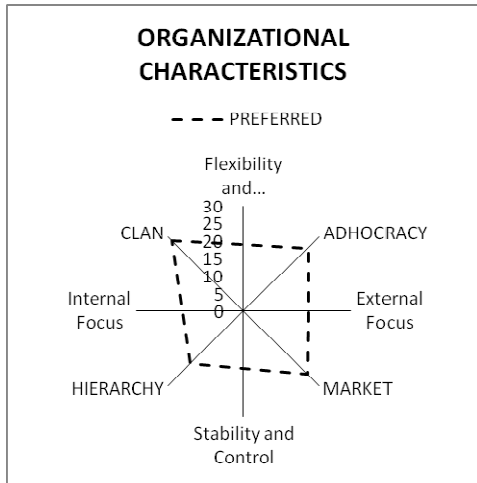 ORGANIZATIONAL
CHARACTERISTICS
PREFERRED
Flexibility
and...
30
25
20
15
10
5
0
CLAN
ADHOCRACY
Internal
Focus
External
Focus
HIERARCHY
MARKET
Stability and
Control